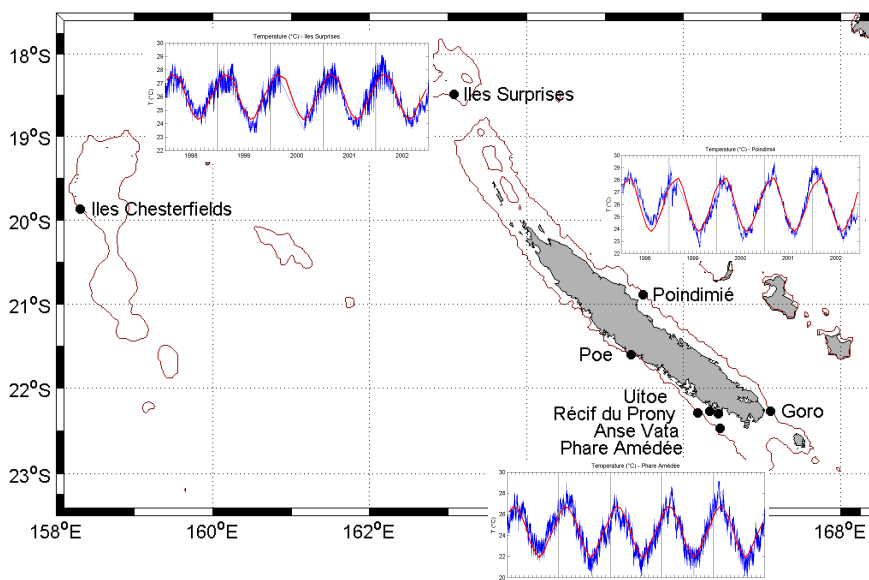 18°S
19°S
20°S
21°S
22°S
23°S
158°E
160°E
162°E
168°E
Temperature (°C) - Iles Surprises
T (°C)
30
29
28
27
26
25
24
23
22
1998 1999 2000 2001 2002
Iles Surprises
Temperature (°C) - Poindimié
T (°C)
30
29
28
27
26
25
24
23
22
1998 1999 2000 2001 2002
Iles Chesterfields
Poindimié
Poe
Uitoe
Récif du Prony
Anse Vata
Phare Amédée
Goro
Temperature (°C) - Phare Amédée
T (°C)
30
28
26
24
22
20